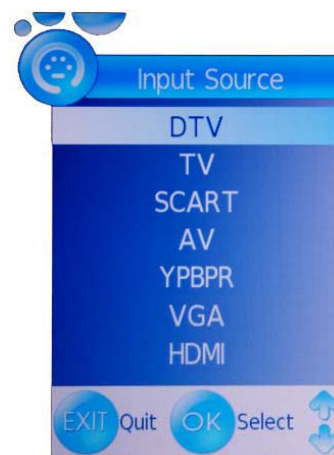 Input Source
DTV
TV
SCART
AV
YPBPR
VGA
HDMI
EXIT Quit OK Select